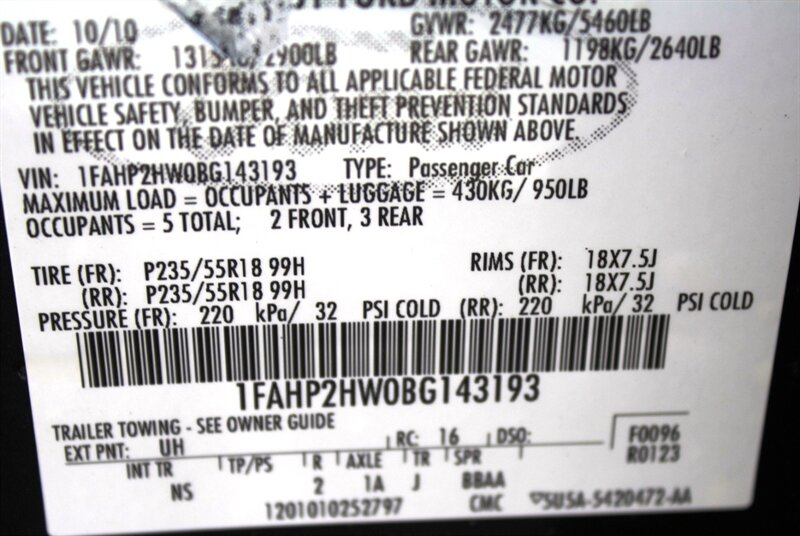 FORD MOTOR CO.
DATE: 10/10 GVWR: 2477KG/5460LB
FRONT GAWR: 2900LB REAR GAWR: 1198KG/2640LB
THIS VEHICLE CONFORMS TO ALL APPLICABLE FEDERAL MOTOR
VEHICLE SAFETY, BUMPER, AND THEFT PREVENTION STANDARDS
IN EFFECT ON THE DATE OF MANUFACTURE SHOWN ABOVE.
VIN: 1FAHP2HW0BG143193 TYPE: Passenger Car
MAXIMUM LOAD = OCCUPANTS + LUGGAGE = 430KG/ 950LB
OCCUPANTS = 5 TOTAL; 2 FRONT, 3 REAR
TIRE (FR): P235/55R18 99H RIMS (FR): 18X7.5J
(RR): P235/55R18 99H (RR): 18X7.5J
PRESSURE (FR): 220 kPa/ 32 PSI COLD (RR): 220 kPa/ 32 PSI COLD
1FAHP2HW0BG143193
TRAILER TOWING - SEE OWNER GUIDE
EXT PNT: UH RC: 16 DSO: F0096
R0123
INT TR TP/PS R AXLE TR SPR
NS 2 1A J BBAA
1201010252797 CMC 5U5A-5420472-AA